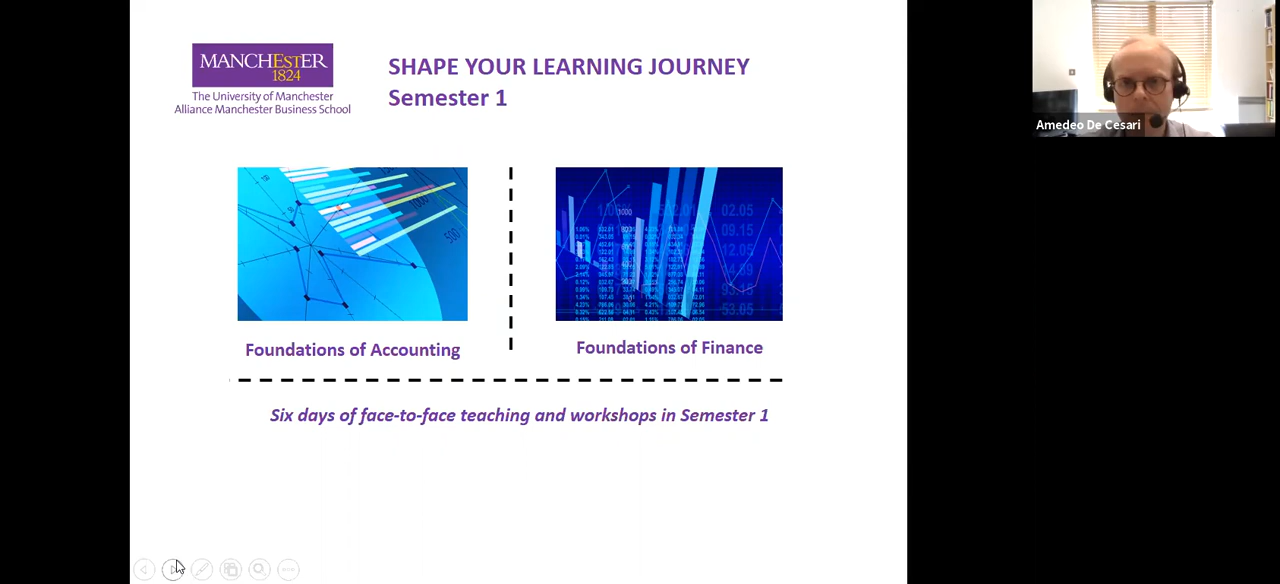 MANCHEStER
1824
The University of Manchester
Alliance Manchester Business School
SHAPE YOUR LEARNING JOURNEY
Semester 1
Amedeo De Cesari
Foundations of Accounting
Foundations of Finance
Six days of face-to-face teaching and workshops in Semester 1